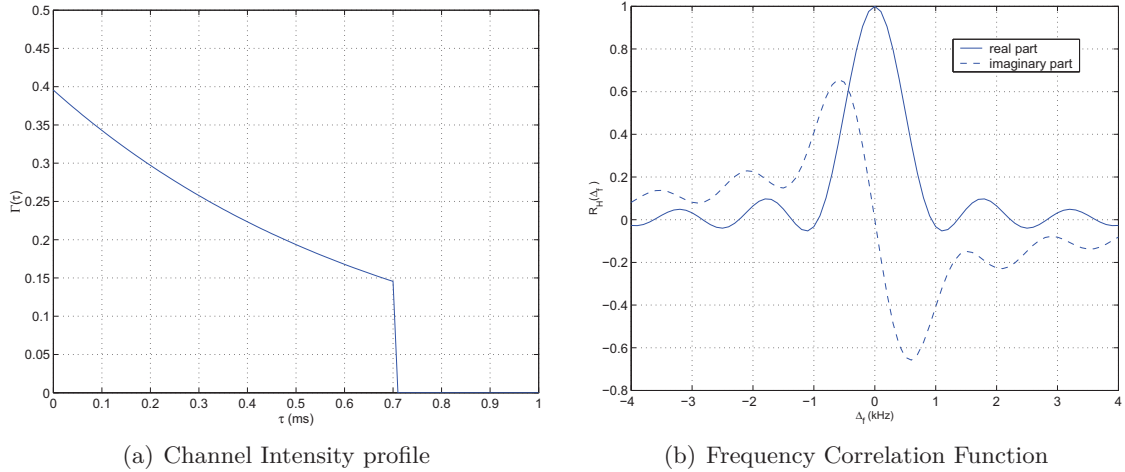 0.5
0.45
0.4
0.35
0.3
0.25
0.2
0.15
0.1
0.05
0
Γ(τ)
0 0.1 0.2 0.3 0.4 0.5 0.6 0.7 0.8 0.9 1
τ (ms)
(a) Channel Intensity profile
1
0.8
0.6
0.4
0.2
0
−0.2
−0.4
−0.6
−0.8
R_H(Δ_f)
real part
imaginary part
−4 −3 −2 −1 0 1 2 3 4
Δ_f (kHz)
(b) Frequency Correlation Function